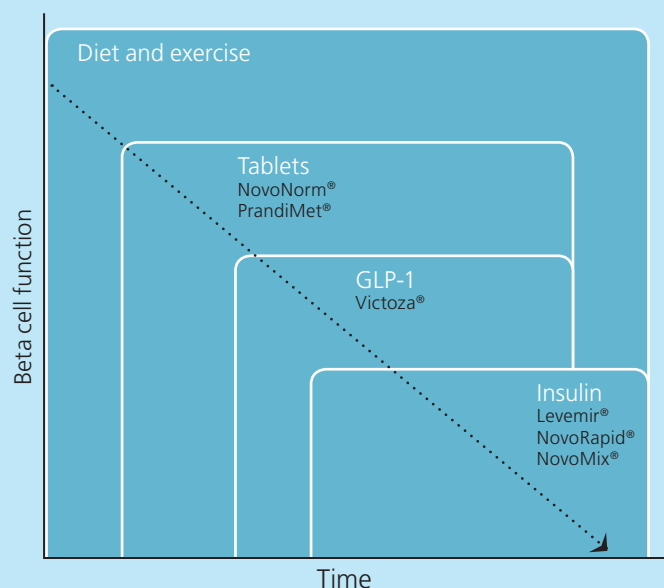 Diet and exercise
Tablets
NovoNorm®
PrandiMet®
GLP-1
Victoza®
Insulin
Levemir®
NovoRapid®
NovoMix®
Beta cell function
Time